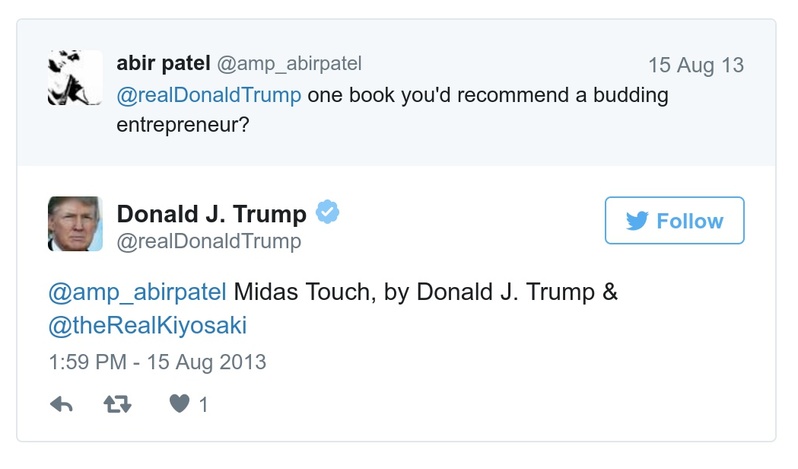 abir patel @amp_abirpatel 15 Aug 13
@realDonaldTrump one book you'd recommend a budding
entrepreneur?
Donald J. Trump
@realDonaldTrump
Follow
@amp_abirpatel Midas Touch, by Donald J. Trump &
@theRealKiyosaki
1:59 PM - 15 Aug 2013
1